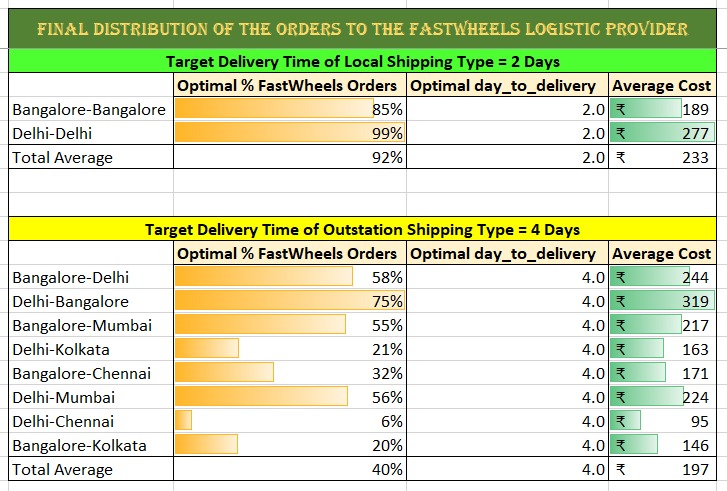 FINAL DISTRIBUTION OF THE ORDERS TO THE FASTWHEELS LOGISTIC PROVIDER
Target Delivery Time of Local Shipping Type = 2 Days
Optimal % FastWheels Orders Optimal day_to_delivery Average Cost
Bangalore-Bangalore 85% 2.0 ₹ 189
Delhi-Delhi 99% 2.0 ₹ 277
Total Average 92% 2.0 ₹ 233
Target Delivery Time of Outstation Shipping Type = 4 Days
Optimal % FastWheels Orders Optimal day_to_delivery Average Cost
Bangalore-Delhi 58% 4.0 ₹ 244
Delhi-Bangalore 75% 4.0 ₹ 319
Bangalore-Mumbai 55% 4.0 ₹ 217
Delhi-Kolkata 21% 4.0 ₹ 163
Bangalore-Chennai 32% 4.0 ₹ 171
Delhi-Mumbai 56% 4.0 ₹ 224
Delhi-Chennai 6% 4.0 ₹ 95
Bangalore-Kolkata 20% 4.0 ₹ 146
Total Average 40% 4.0 ₹ 197